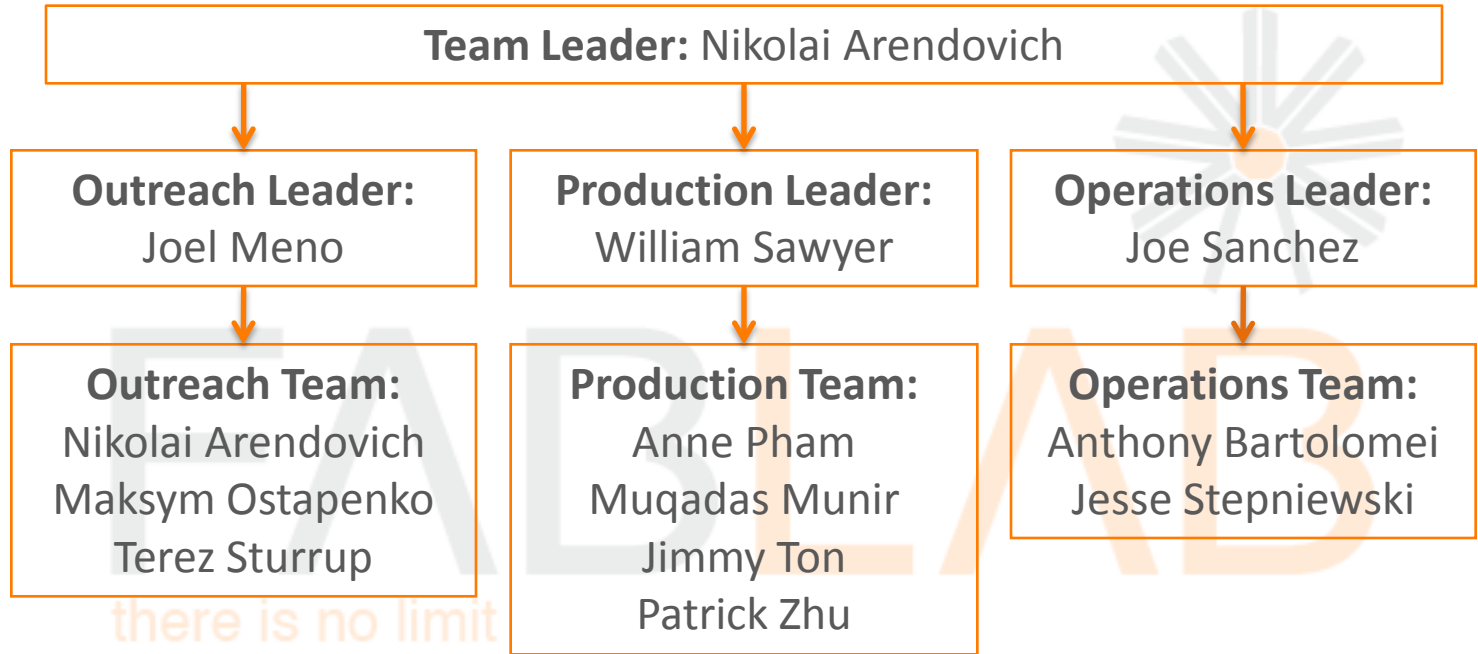 Team Leader: Nikolai Arendovich
Outreach Leader:
Joel Meno
Production Leader:
William Sawyer
Operations Leader:
Joe Sanchez
Outreach Team:
Nikolai Arendovich
Maksym Ostapenko
Terez Sturrup
Production Team:
Anne Pham
Muqadas Munir
Jimmy Ton
Patrick Zhu
Operations Team:
Anthony Bartolomei
Jesse Stepniewski
FABLAB
there is no limit